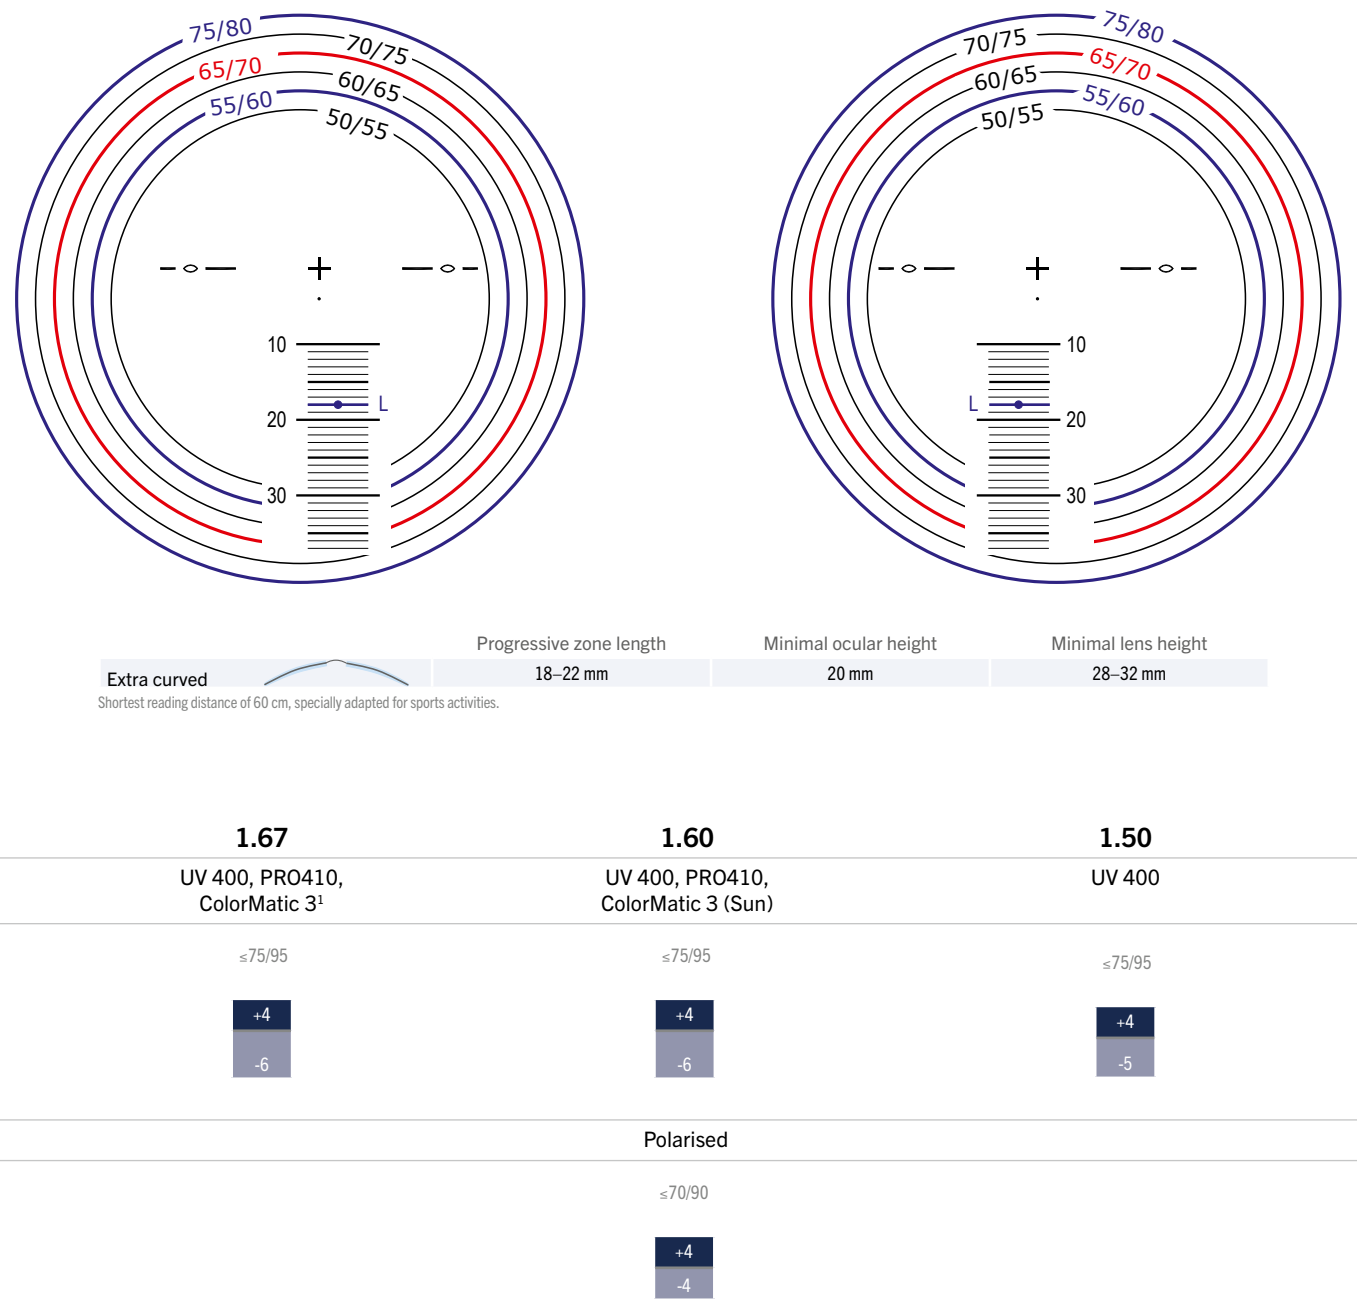 75/80
70/75
65/70
60/65
55/60
50/55
10
L
20
30
75/80
70/75
65/70
60/65
55/60
50/55
10
L
20
30
Progressive zone length Minimal ocular height Minimal lens height
Extra curved 18–22 mm 20 mm 28–32 mm
Shortest reading distance of 60 cm, specially adapted for sports activities.
1.67 1.60 1.50
UV 400, PRO410, UV 400, PRO410, UV 400
ColorMatic 3¹ ColorMatic 3 (Sun)
≤75/95 ≤75/95 ≤75/95
+4 +4 +4
-6 -6 -5
Polarised
≤70/90
+4
-4